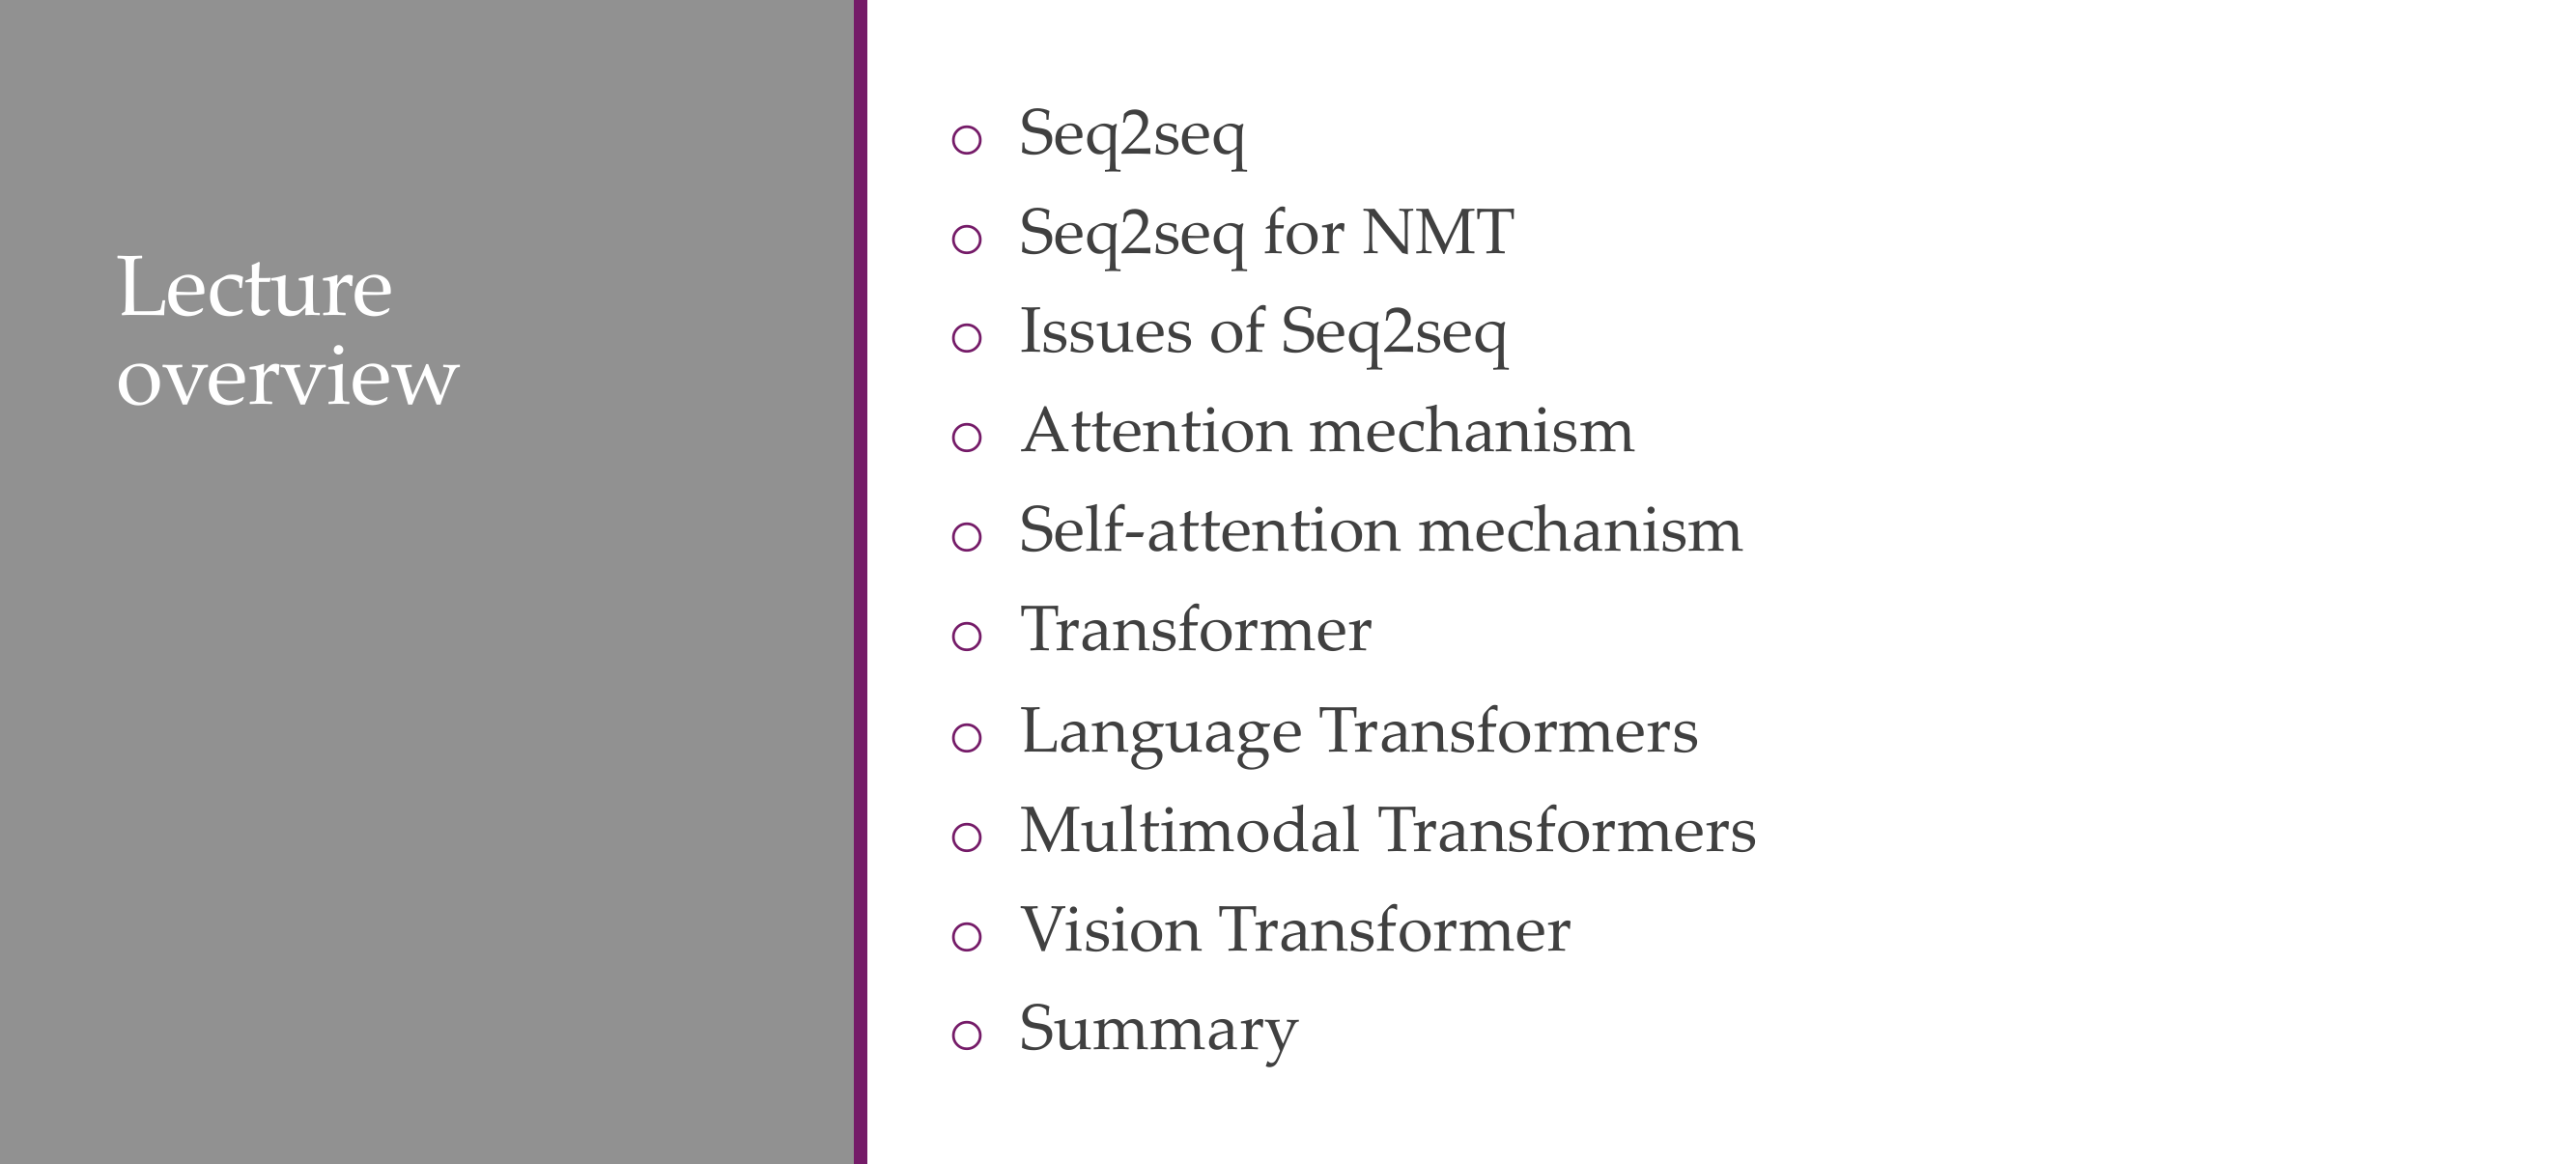 Lecture
overview
Seq2seq
Seq2seq for NMT
Issues of Seq2seq
Attention mechanism
Self-attention mechanism
Transformer
Language Transformers
Multimodal Transformers
Vision Transformer
Summary